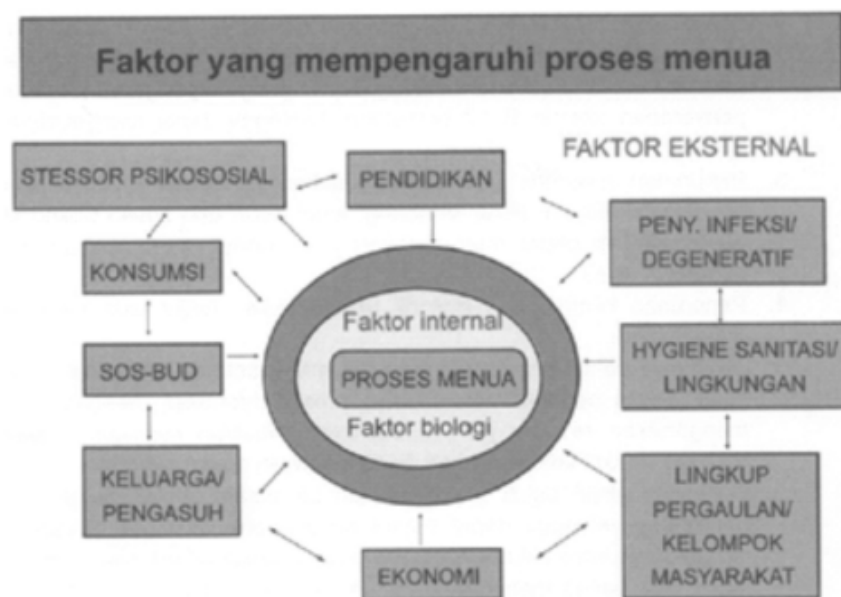 Faktor yang mempengaruhi proses menua
FAKTOR EKSTERNAL
STESSOR PSIKOSOSIAL
PENDIDIKAN
PENY. INFEKSI/
DEGENERATIF
KONSUMSI
Faktor internal
SOS-BUD
PROSES MENUA
HYGIENE SANITASI/
LINGKUNGAN
Faktor biologi
KELUARGA/
PENGASUH
LINGKUP
PERGAULAN/
KELOMPOK
MASYARAKAT
EKONOMI